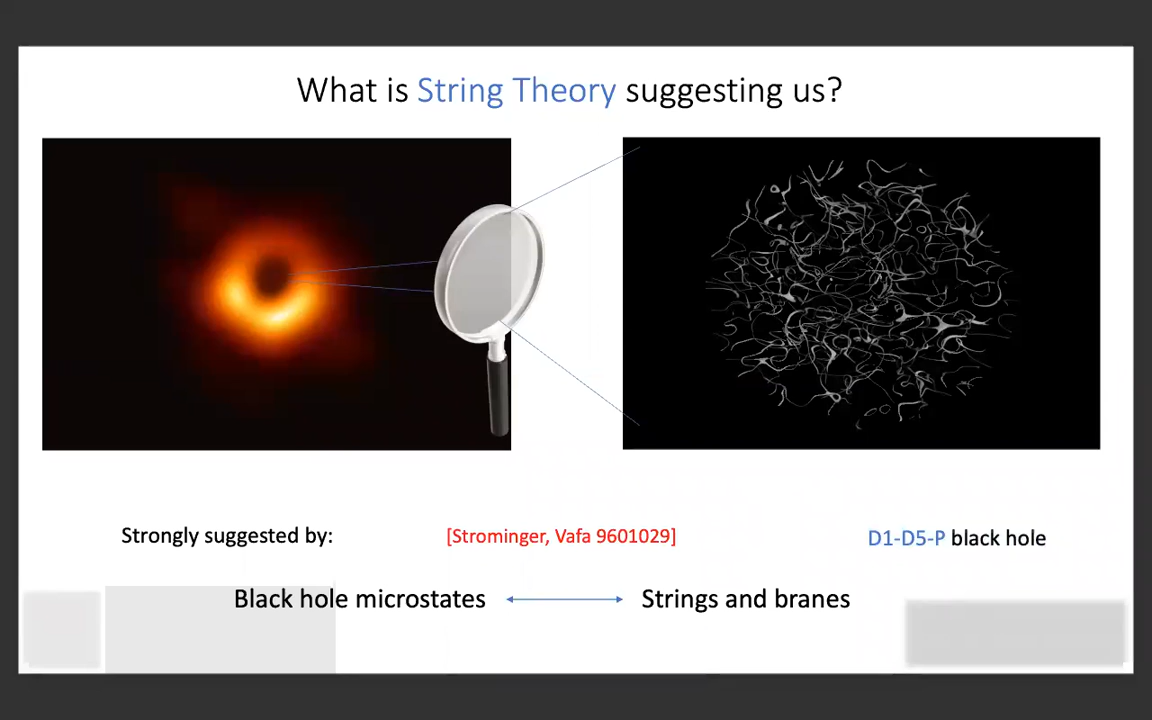 What is String Theory suggesting us?
Strongly suggested by:
[Strominger, Vafa 9601029]
D1-D5-P black hole
Black hole microstates
Strings and branes